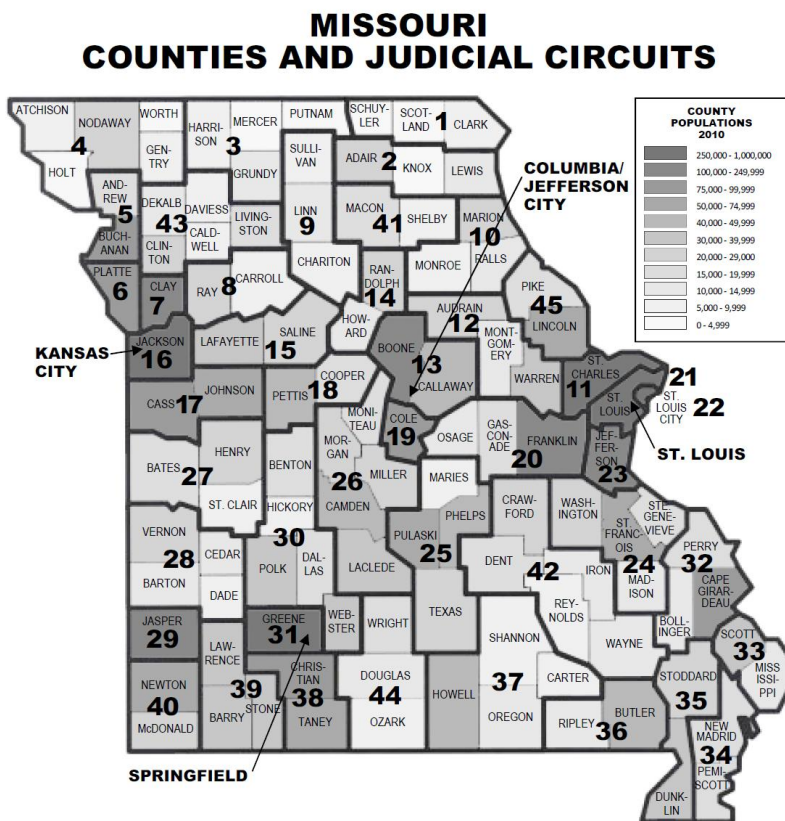 MISSOURI
COUNTIES AND JUDICIAL CIRCUITS
COUNTY
POPULATIONS
2010
250,000 - 1,000,000
100,000 - 249,999
75,000 - 99,999
50,000 - 74,999
40,000 - 49,999
30,000 - 39,999
20,000 - 29,000
15,000 - 19,999
10,000 - 14,999
5,000 - 9,999
0 - 4,999
ATCHISON
NODAWAY
WORTH
GEN-
TRY
HOLT
4
HARRI-
SON
MERCER
PUTNAM
GRUNDY
3
SCHUY-
LER
SCOT-
LAND
CLARK
1
ADAIR
KNOX
LEWIS
2
SULLI-
VAN
LINN
CHARITON
9
AND-
REW
BUCH-
ANAN
5
DEKALB
DAVIESS
43
CLIN-
TON
CALD-
WELL
LIVING-
STON
MACON
SHELBY
41
MARION
10
MONROE
RALLS
PLATTE
6
CLAY
7
RAY
CARROLL
8
RAN-
DOLPH
14
HOW-
ARD
COLUMBIA/
JEFFERSON
CITY
PIKE
45
LINCOLN
AUDRAIN
12
MONT-
GOM-
ERY
WARREN
KANSAS
CITY
JACKSON
16
LAFAYETTE
SALINE
15
BOONE
13
CALLAWAY
ST.
CHARLES
11
ST.
LOUIS
21
ST.
LOUIS
CITY
22
ST. LOUIS
CASS
JOHNSON
17
PETTIS
18
COOPER
MONI-
TEAU
MOR-
GAN
26
MILLER
CAMDEN
LACLEDE
COLE
19
OSAGE
GAS-
CON-
ADE
FRANKLIN
20
JEF-
FER-
SON
23
BATES
HENRY
27
ST. CLAIR
BENTON
HICKORY
30
POLK
DAL-
LAS
WEB-
STER
MARIES
PHELPS
PULASKI
25
TEXAS
CRAW-
FORD
DENT
42
IRON
REY-
NOLDS
WAYNE
WASH-
INGTON
STE.
GENE-
VIEVE
ST.
FRANC-
OIS
24
MAD-
ISON
PERRY
32
CAPE
GIRAR-
DEAU
BOLL-
INGER
VERNON
28
BARTON
CEDAR
DADE
JASPER
29
GREENE
31
WRIGHT
LAW-
RENCE
39
BARRY
STONE
CHRIS-
TIAN
38
TANEY
DOUGLAS
44
OZARK
HOWELL
SHANNON
37
CARTER
OREGON
RIPLEY
BUTLER
36
SCOTT
33
MISS
ISSI-
PPI
STODDARD
35
NEW
MADRID
34
PEMI-
SCOTT
DUNK-
LIN
NEWTON
40
McDONALD
SPRINGFIELD